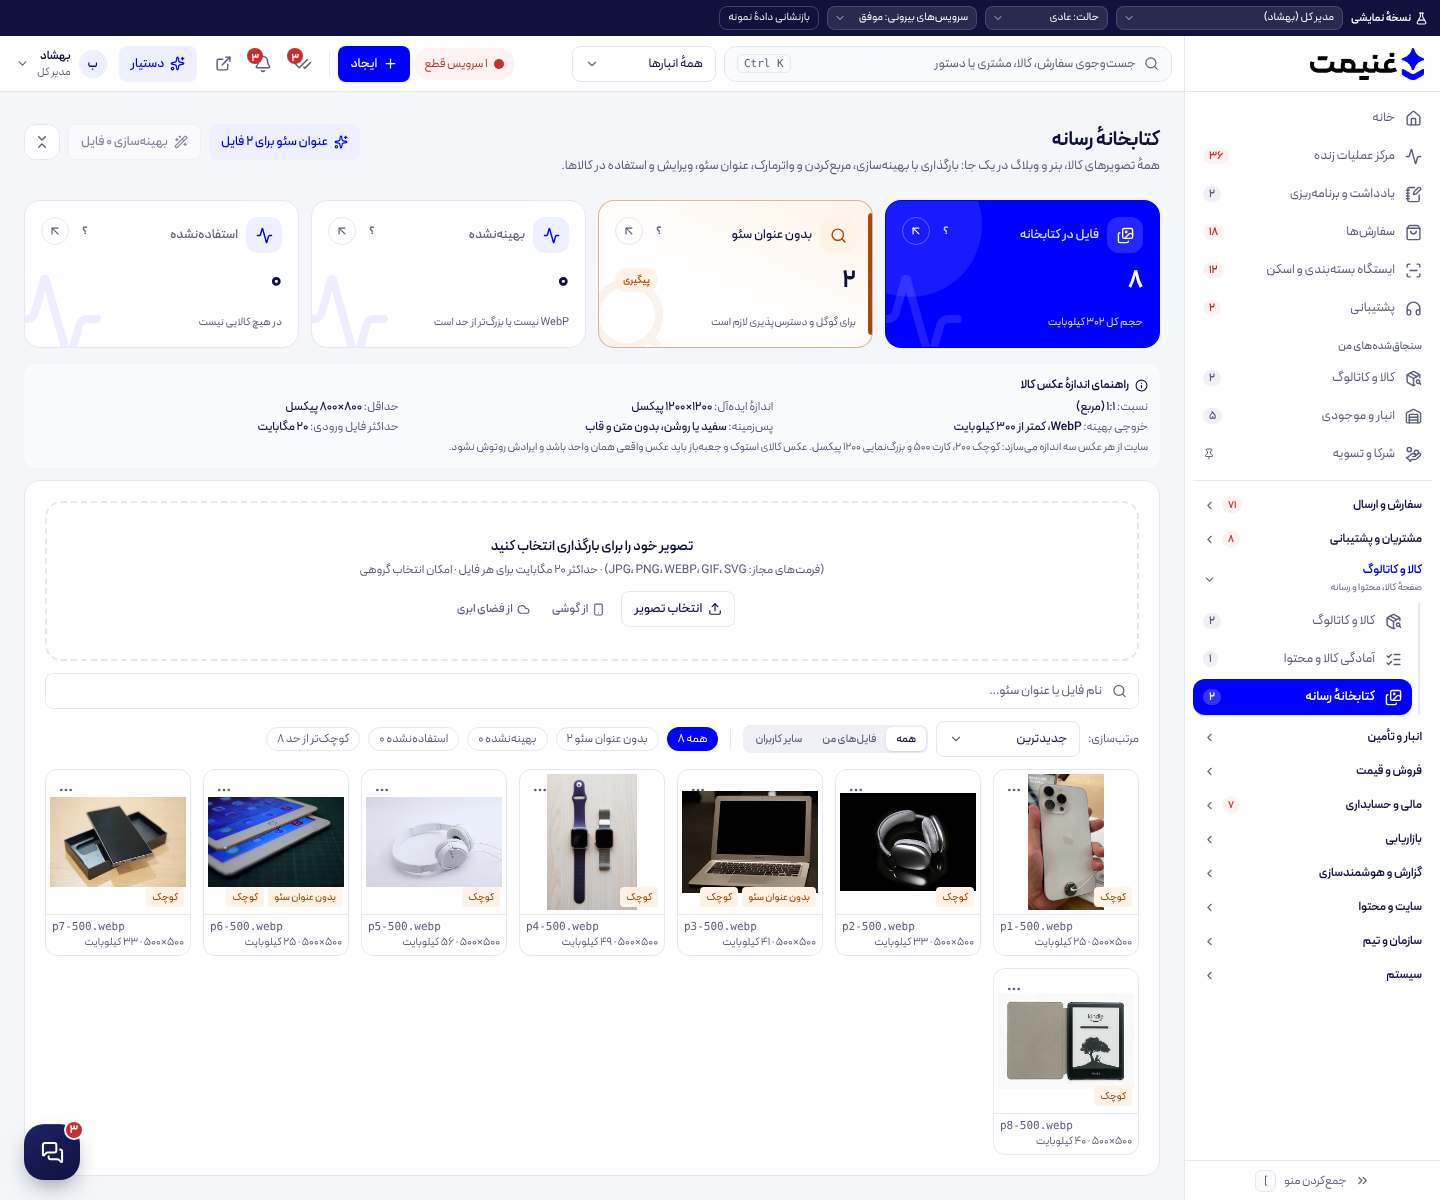 نسخهٔ نمایشی
مدیر کل (بهشاد)
حالت: عادی
سرویس‌های بیرونی: موفق
بازنشانی دادهٔ نمونه
غنیمت
جست‌وجوی سفارش، کالا، مشتری یا دستور
Ctrl K
همهٔ انبارها
۱ سرویس قطع
ایجاد
۳
۳
دستیار
ب
بهشاد
مدیر کل
خانه
مرکز عملیات زنده
۳۶
یادداشت و برنامه‌ریزی
۲
سفارش‌ها
۱۸
ایستگاه بسته‌بندی و اسکن
۱۲
پشتیبانی
۲
سنجاق‌شده‌های من
کالا و کاتالوگ
۲
انبار و موجودی
۵
شرکا و تسویه
سفارش و ارسال
۷۱
مشتریان و پشتیبانی
۸
کالا و کاتالوگ
صفحهٔ کالا، محتوا و رسانه
کالا و کاتالوگ
۲
آمادگی کالا و محتوا
۱
کتابخانهٔ رسانه
۲
انبار و تأمین
فروش و قیمت
مالی و حسابداری
۷
بازاریابی
گزارش و هوشمندسازی
سایت و محتوا
سازمان و تیم
سیستم
جمع‌کردن منو
[
کتابخانهٔ رسانه
همهٔ تصویرهای کالا، بنر و وبلاگ در یک جا: بارگذاری با بهینه‌سازی، مربع‌کردن و واترمارک، عنوان سئو، ویرایش و استفاده در کالاها.
عنوان سئو برای ۲ فایل
بهینه‌سازی ۰ فایل
فایل در کتابخانه
؟
۸
حجم کل ۳۰۲ کیلوبایت
بدون عنوان سئو
؟
۲
پیگیری
برای گوگل و دسترس‌پذیری لازم است
بهینه‌نشده
؟
۰
WebP نیست یا بزرگ‌تر از حد است
استفاده‌نشده
؟
۰
در هیچ کالایی نیست
راهنمای اندازهٔ عکس کالا
نسبت: ۱:۱ (مربع)
اندازهٔ ایده‌آل: ۱۲۰۰×۱۲۰۰ پیکسل
حداقل: ۸۰۰×۸۰۰ پیکسل
خروجی بهینه: WebP، کمتر از ۳۰۰ کیلوبایت
پس‌زمینه: سفید یا روشن، بدون متن و قاب
حداکثر فایل ورودی: ۲۰ مگابایت
سایت از هر عکس سه اندازه می‌سازد: کوچک ۲۰۰، کارت ۵۰۰ و بزرگ‌نمایی ۱۲۰۰ پیکسل. عکس کالای استوک و جعبه‌باز باید عکس واقعی همان واحد باشد و ایرادش روتوش نشود.
تصویر خود را برای بارگذاری انتخاب کنید
(فرمت‌های مجاز: JPG، PNG، WEBP، GIF، SVG) · حداکثر ۲۰ مگابایت برای هر فایل · امکان انتخاب گروهی
انتخاب تصویر
از گوشی
از فضای ابری
نام فایل یا عنوان سئو...
مرتب‌سازی:
جدیدترین
همه
فایل‌های من
سایر کاربران
همه ۸
بدون عنوان سئو ۲
بهینه‌نشده ۰
استفاده‌نشده ۰
کوچک‌تر از حد ۸
کوچک
p1-500.webp
۵۰۰×۵۰۰ · ۲۵ کیلوبایت
کوچک
p2-500.webp
۵۰۰×۵۰۰ · ۳۳ کیلوبایت
بدون عنوان سئو
کوچک
p3-500.webp
۵۰۰×۵۰۰ · ۴۱ کیلوبایت
کوچک
p4-500.webp
۵۰۰×۵۰۰ · ۴۹ کیلوبایت
کوچک
p5-500.webp
۵۰۰×۵۰۰ · ۵۶ کیلوبایت
بدون عنوان سئو
کوچک
p6-500.webp
۵۰۰×۵۰۰ · ۲۵ کیلوبایت
کوچک
p7-500.webp
۵۰۰×۵۰۰ · ۳۳ کیلوبایت
kindle
کوچک
p8-500.webp
۵۰۰×۵۰۰ · ۴۰ کیلوبایت
۳